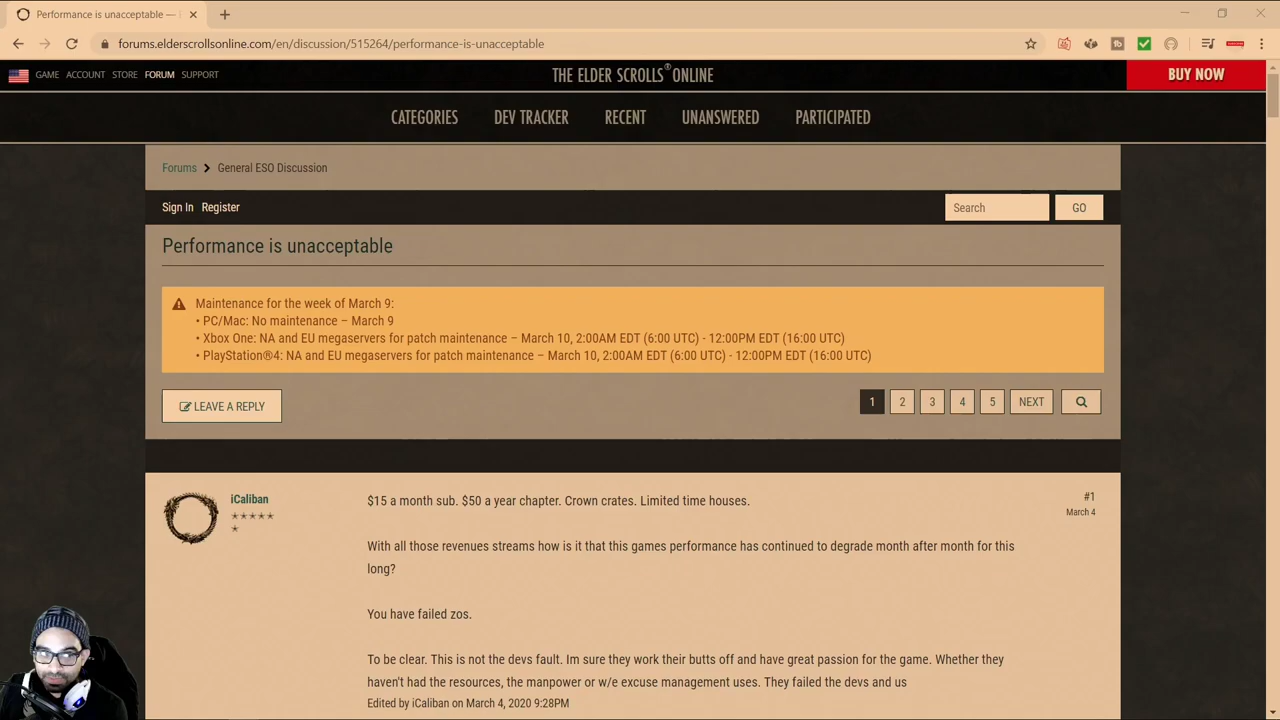 Performance is unacceptable —
forums.elderscrollsonline.com/en/discussion/515264/performance-is-unacceptable
GAME ACCOUNT STORE FORUM SUPPORT
THE ELDER SCROLLS® ONLINE
BUY NOW
CATEGORIES DEV TRACKER RECENT UNANSWERED PARTICIPATED
Forums General ESO Discussion
Sign In Register
Search GO
Performance is unacceptable
Maintenance for the week of March 9:
• PC/Mac: No maintenance – March 9
• Xbox One: NA and EU megaservers for patch maintenance – March 10, 2:00AM EDT (6:00 UTC) - 12:00PM EDT (16:00 UTC)
• PlayStation®4: NA and EU megaservers for patch maintenance – March 10, 2:00AM EDT (6:00 UTC) - 12:00PM EDT (16:00 UTC)
LEAVE A REPLY
1 2 3 4 5 NEXT
iCaliban
$15 a month sub. $50 a year chapter. Crown crates. Limited time houses.
#1
March 4
With all those revenues streams how is it that this games performance has continued to degrade month after month for this
long?
You have failed zos.
To be clear. This is not the devs fault. Im sure they work their butts off and have great passion for the game. Whether they
haven't had the resources, the manpower or w/e excuse management uses. They failed the devs and us
Edited by iCaliban on March 4, 2020 9:28PM